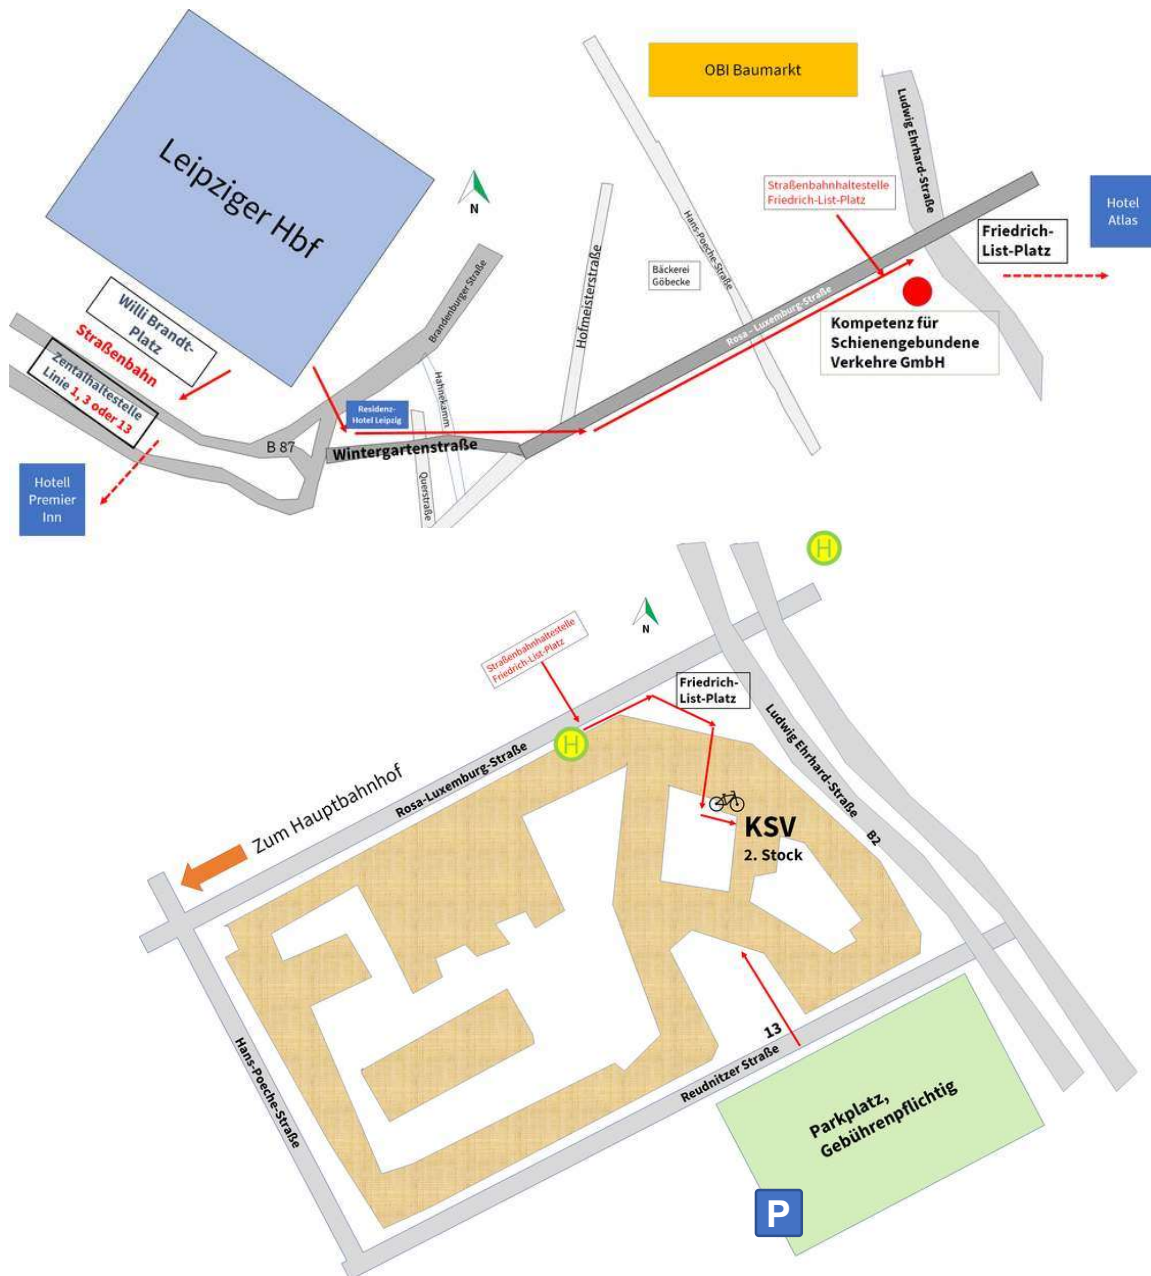 OBI Baumarkt
Leipziger Hbf
Ludwig Ehrhard-Straße
Straßenbahnhaltestelle
Friedrich-List-Platz
Hotel
Atlas
N
Hans-Poeche-Straße
Friedrich-
List-Platz
Bäckerei
Göbecke
Brandenburger Straße
Hofmeisterstraße
Rosa - Luxemburg-Straße
Willi Brandt-
Platz
Straßenbahn
Zentalhaltestelle
Linie 1, 3 oder 13
Kompetenz für
Schienengebundene
Verkehre GmbH
Hahnekamm
Residenz-
Hotel Leipzig
B 87
Wintergartenstraße
Querstraße
Hotell
Premier
Inn
H
N
Straßenbahnhaltestelle
Friedrich-List-Platz
Friedrich-
List-Platz
H
Ludwig Ehrhard-Straße
B2
Rosa-Luxemburg-Straße
Zum Hauptbahnhof
KSV
2. Stock
13
Reudnitzer Straße
Hans-Poeche-Straße
Parkplatz,
Gebührenpflichtig
P